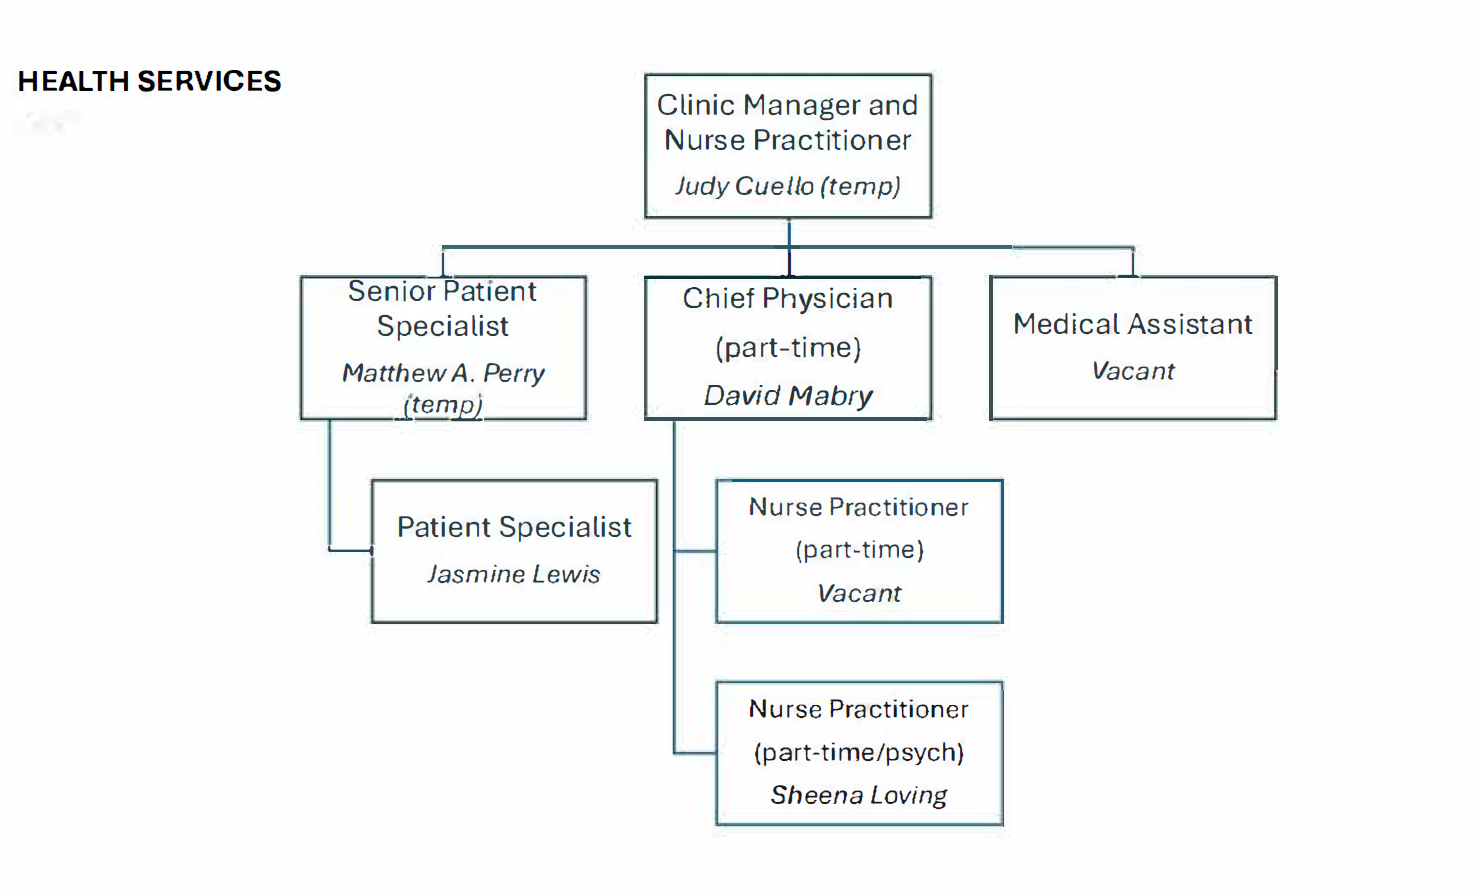 HEALTH SERVICES
Clinic Manager and
Nurse Practitioner
Judy Cuello (temp)
Senior Patient
Specialist
Matthew A. Perry
(temp)
Chief Physician
(part-time)
David Mabry
Medical Assistant
Vacant
Patient Specialist
Jasmine Lewis
Nurse Practitioner
(part-time)
Vacant
Nurse Practitioner
(part-time/psych)
Sheena Loving